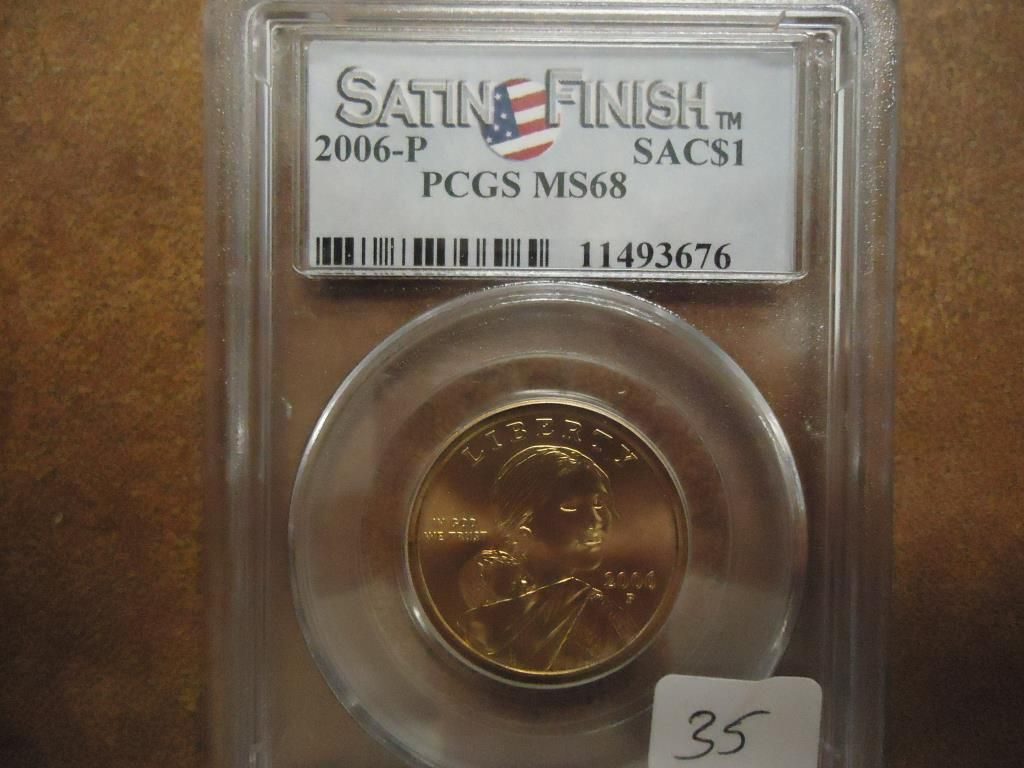 SATIN FINISH™
2006-P SAC$1
PCGS MS68
11493676
LIBERTY
IN GOD
WE TRUST
2006
P
35